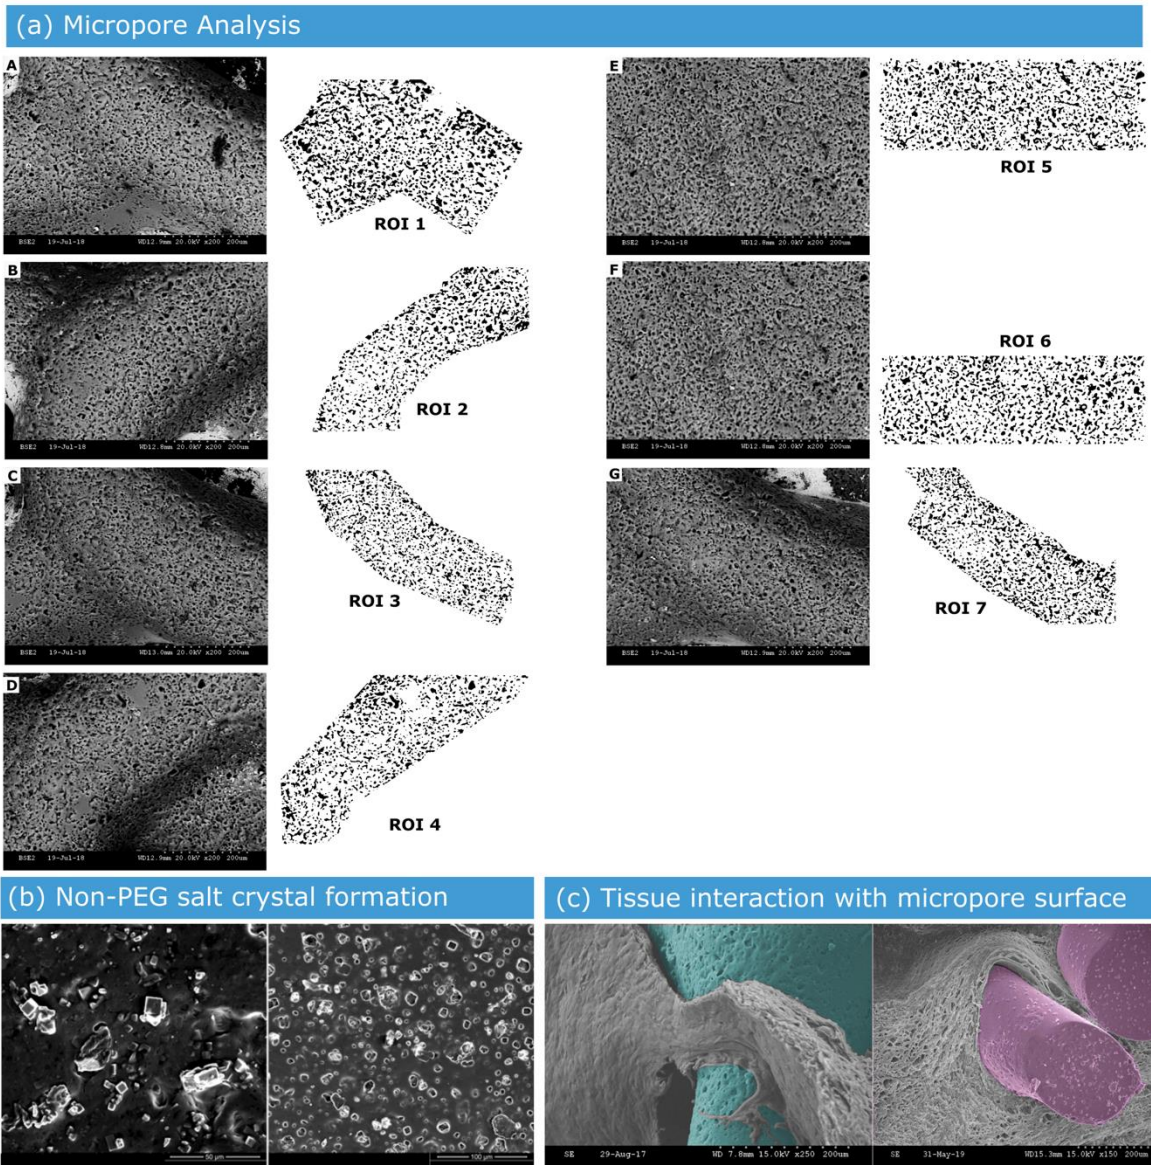 (a) Micropore Analysis
A
BSE2 19-Jul-18 WD12.9mm 20.0kV x200 200um
ROI 1
B
BSE2 19-Jul-18 WD12.8mm 20.0kV x200 200um
ROI 2
C
BSE2 19-Jul-18 WD13.0mm 20.0kV x200 200um
ROI 3
D
BSE2 19-Jul-18 WD12.9mm 20.0kV x200 200um
ROI 4
E
BSE2 19-Jul-18 WD12.8mm 20.0kV x200 200um
ROI 5
F
BSE2 19-Jul-18 WD12.8mm 20.0kV x200 200um
ROI 6
G
BSE2 19-Jul-18 WD12.9mm 20.0kV x200 200um
ROI 7
(b) Non-PEG salt crystal formation
50 µm
100 µm
(c) Tissue interaction with micropore surface
SE 29-Aug-17 WD 7.8mm 15.0kV x250 200um
SE 31-May-19 WD15.3mm 15.0kV x150 200um